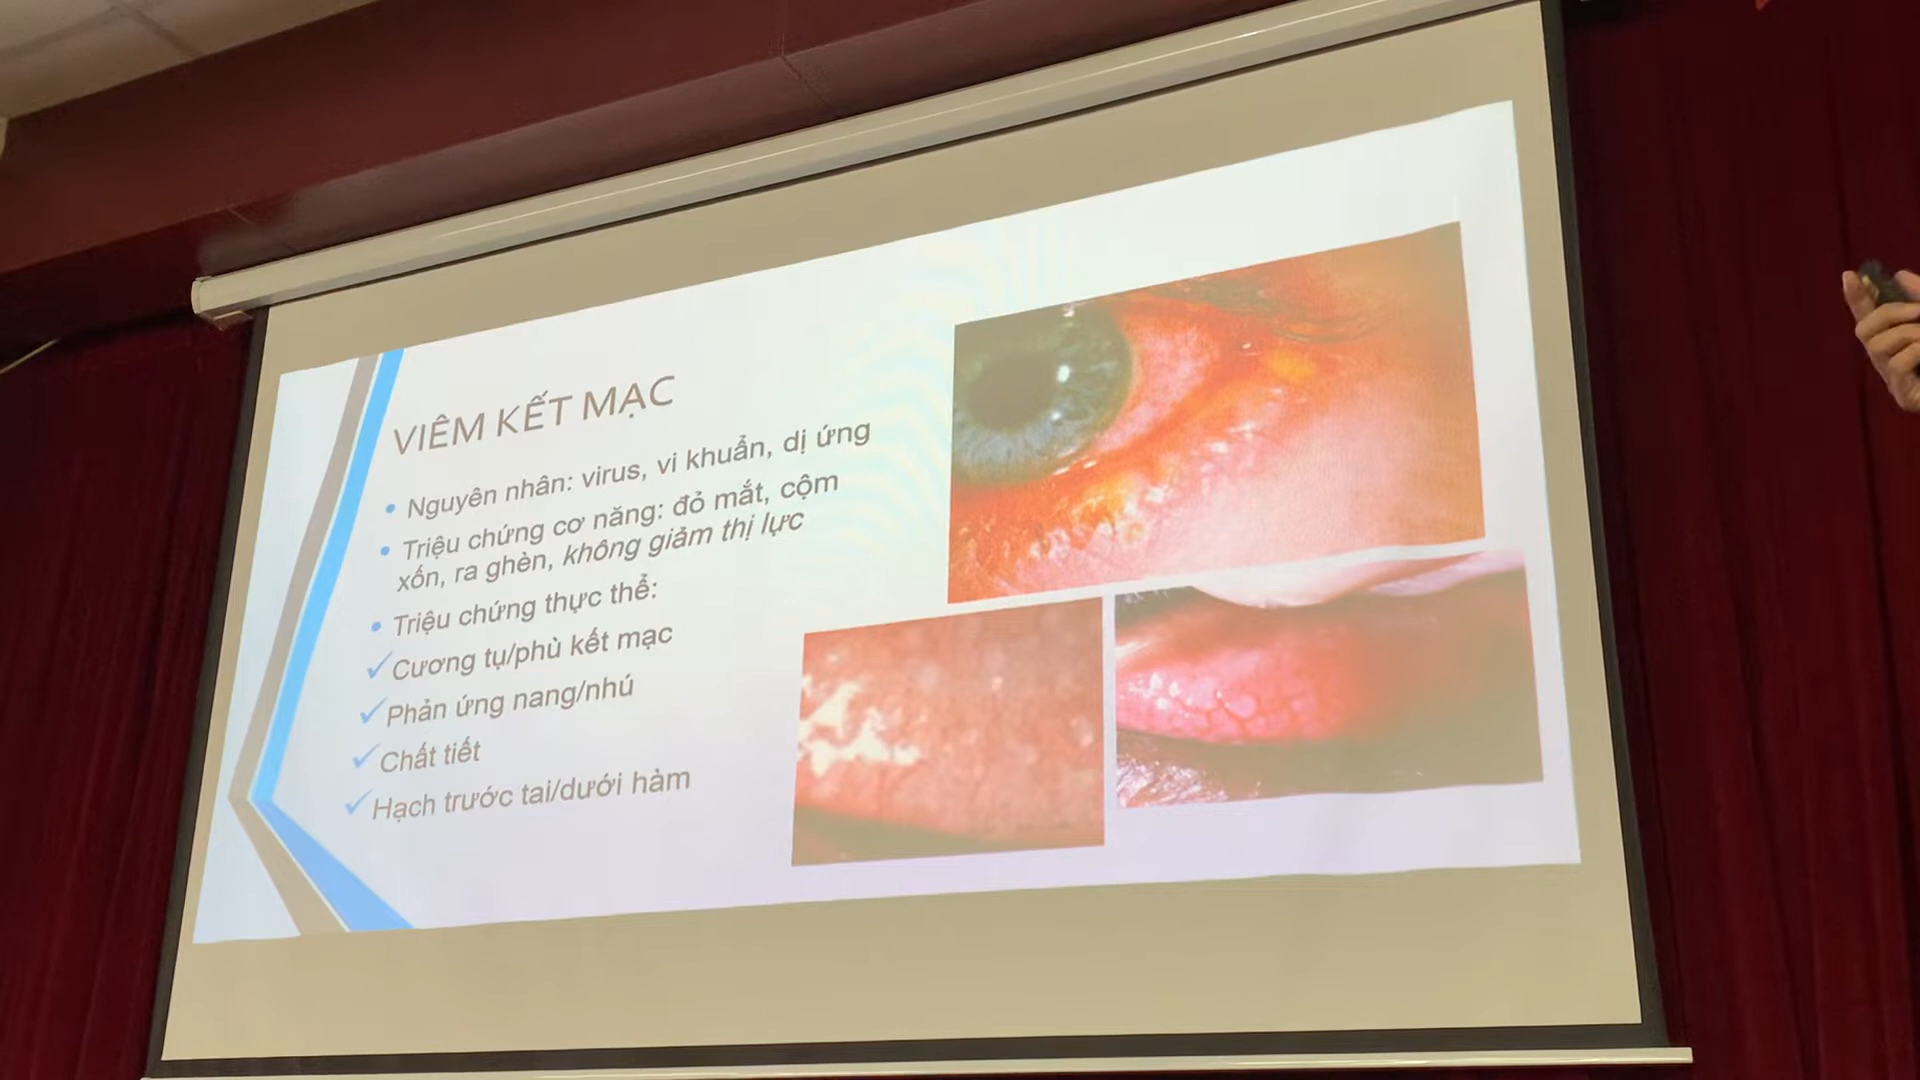 VIÊM KẾT MẠC
• Nguyên nhân: virus, vi khuẩn, dị ứng
• Triệu chứng cơ năng: đỏ mắt, cộm
xốn, ra ghèn, không giảm thị lực
• Triệu chứng thực thể:
✓ Cương tụ/phù kết mạc
✓ Phản ứng nang/nhú
✓ Chất tiết
✓ Hạch trước tai/dưới hàm